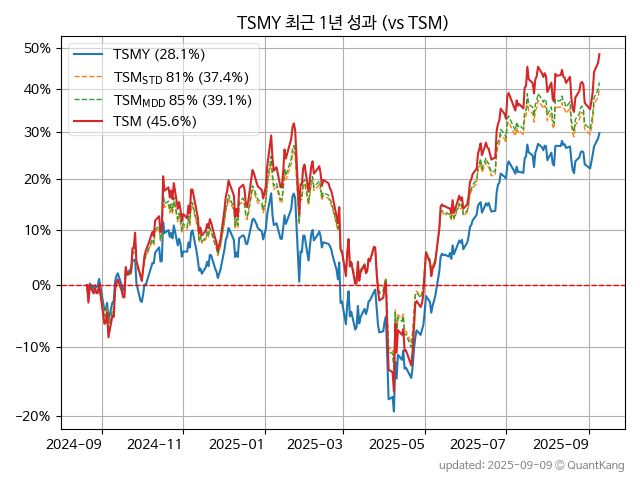 TSMY 최근 1년 성과 (vs TSM)
TSMY (28.1%)
TSM_STD 81% (37.4%)
TSM_MDD 85% (39.1%)
TSM (45.6%)
50%
40%
30%
20%
10%
0%
−10%
−20%
2024-09 2024-11 2025-01 2025-03 2025-05 2025-07 2025-09
updated: 2025-09-09 © QuantKang